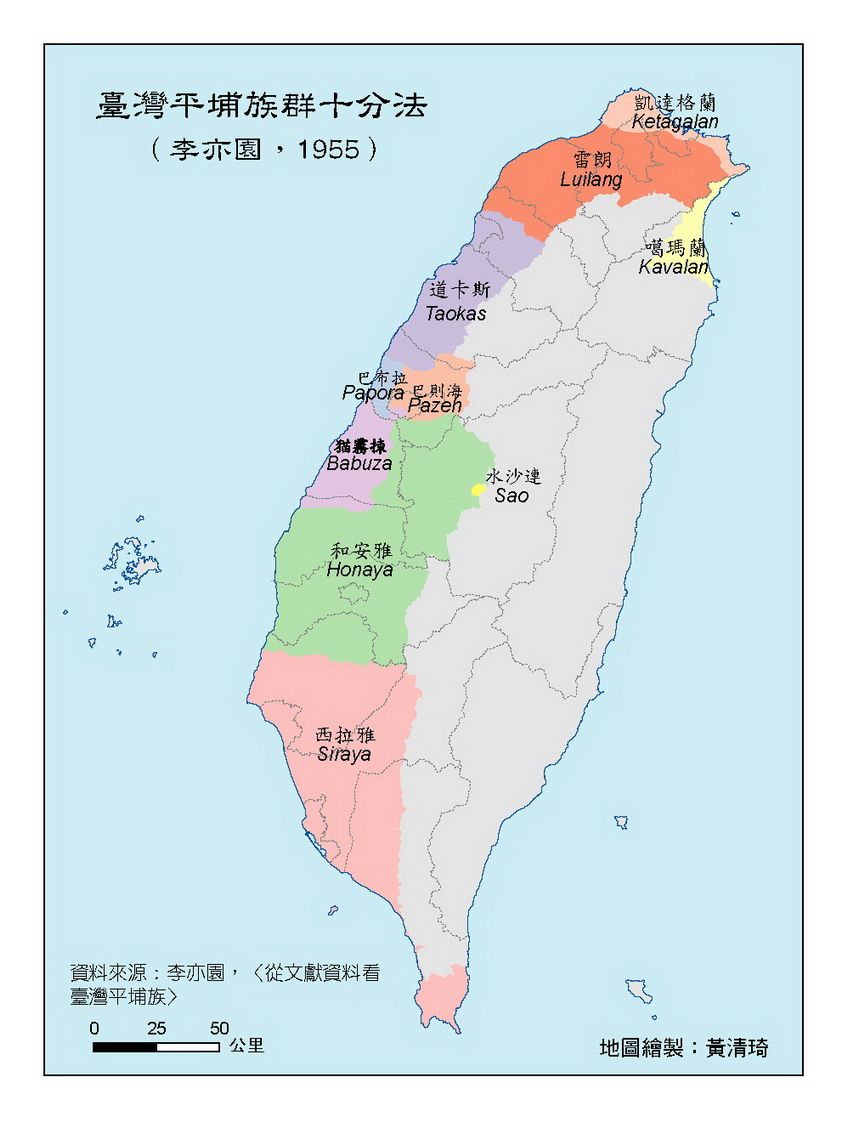 臺灣平埔族群十分法
（李亦園，1955）
凱達格蘭
Ketagalan
雷朗
Luilang
噶瑪蘭
Kavalan
道卡斯
Taokas
巴布拉
Papora
巴則海
Pazeh
猫霧捒
Babuza
水沙連
Sao
和安雅
Honaya
西拉雅
Siraya
資料來源：李亦園，〈從文獻資料看
臺灣平埔族〉
0 25 50
公里
地圖繪製：黃清琦